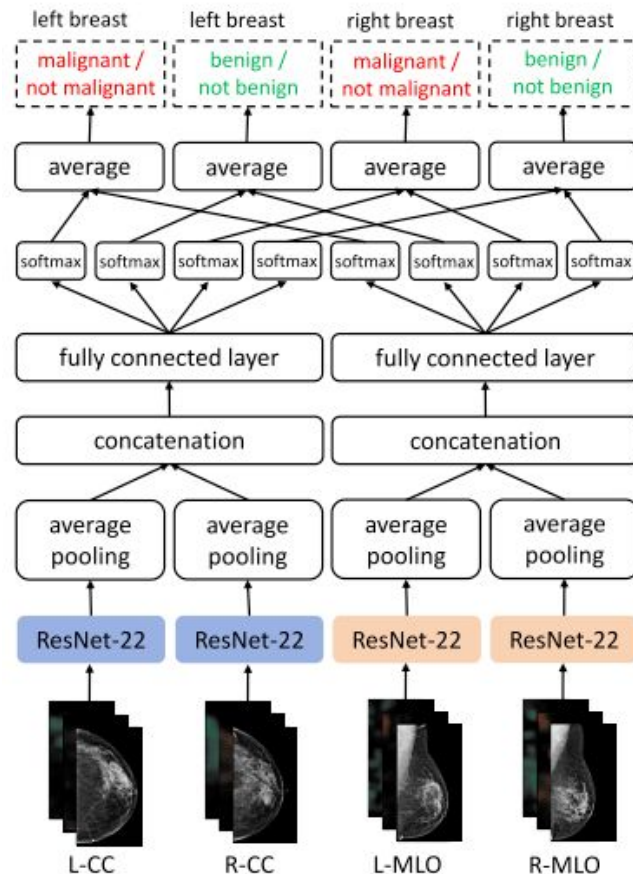 left breast left breast right breast right breast
malignant / benign / malignant / benign /
not malignant not benign not malignant not benign
average average average average
softmax softmax softmax softmax softmax softmax softmax softmax
fully connected layer fully connected layer
concatenation concatenation
average average average average
pooling pooling pooling pooling
ResNet-22 ResNet-22 ResNet-22 ResNet-22
L-CC R-CC L-MLO R-MLO